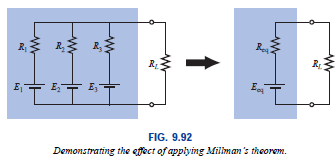 R1 R2 R3 RL Req RL
E1 E2 E3 Eeq
FIG. 9.92
Demonstrating the effect of applying Millman's theorem.